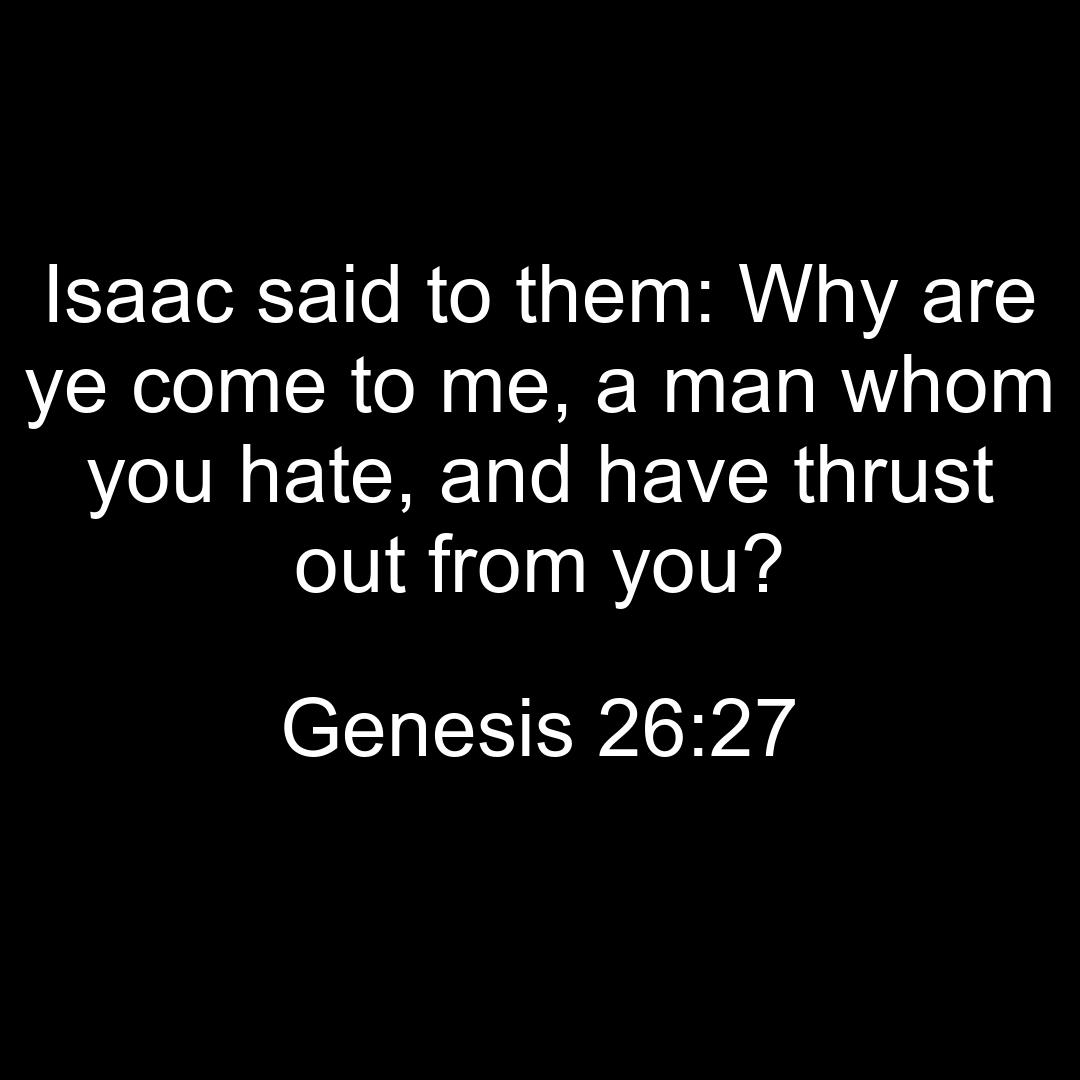 Isaac said to them: Why are
ye come to me, a man whom
you hate, and have thrust
out from you?
Genesis 26:27